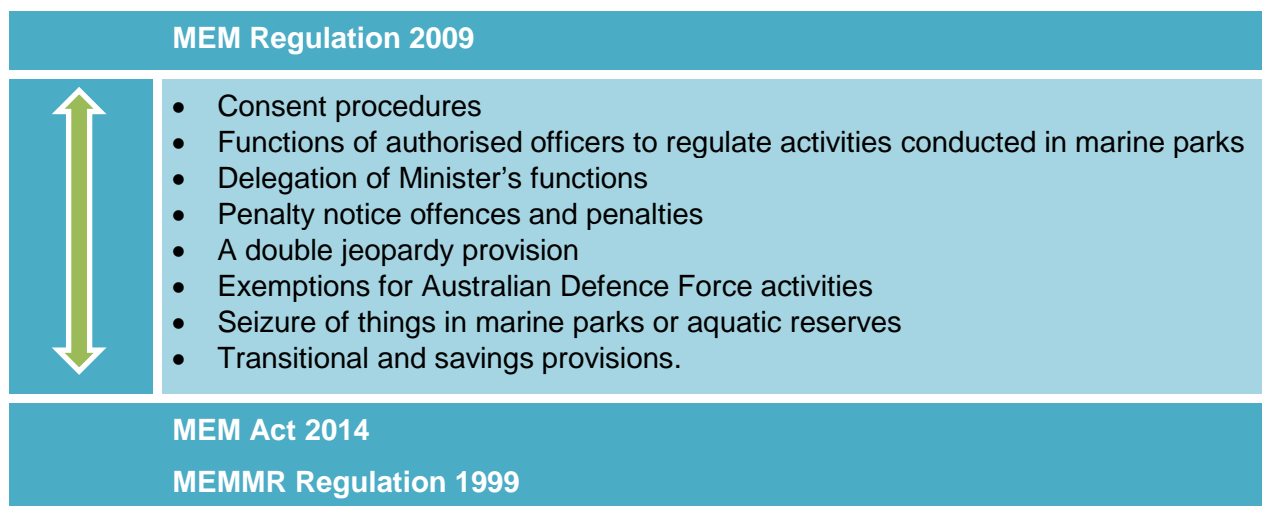 MEM Regulation 2009
• Consent procedures
• Functions of authorised officers to regulate activities conducted in marine parks
• Delegation of Minister’s functions
• Penalty notice offences and penalties
• A double jeopardy provision
• Exemptions for Australian Defence Force activities
• Seizure of things in marine parks or aquatic reserves
• Transitional and savings provisions.
MEM Act 2014
MEMMR Regulation 1999